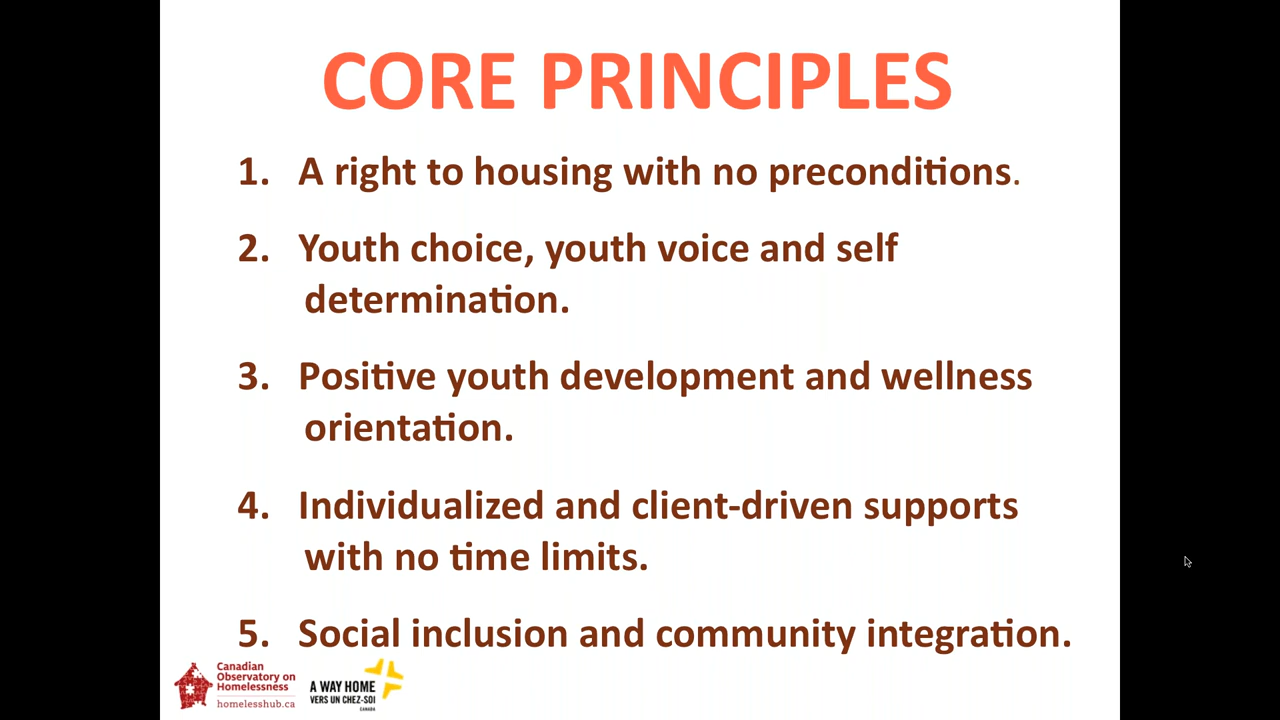 CORE PRINCIPLES
1. A right to housing with no preconditions.
2. Youth choice, youth voice and self
determination.
3. Positive youth development and wellness
orientation.
4. Individualized and client-driven supports
with no time limits.
5. Social inclusion and community integration.
Canadian
Observatory on
Homelessness
homelesshub.ca
A WAY HOME
VERS UN CHEZ-SOI
CANADA